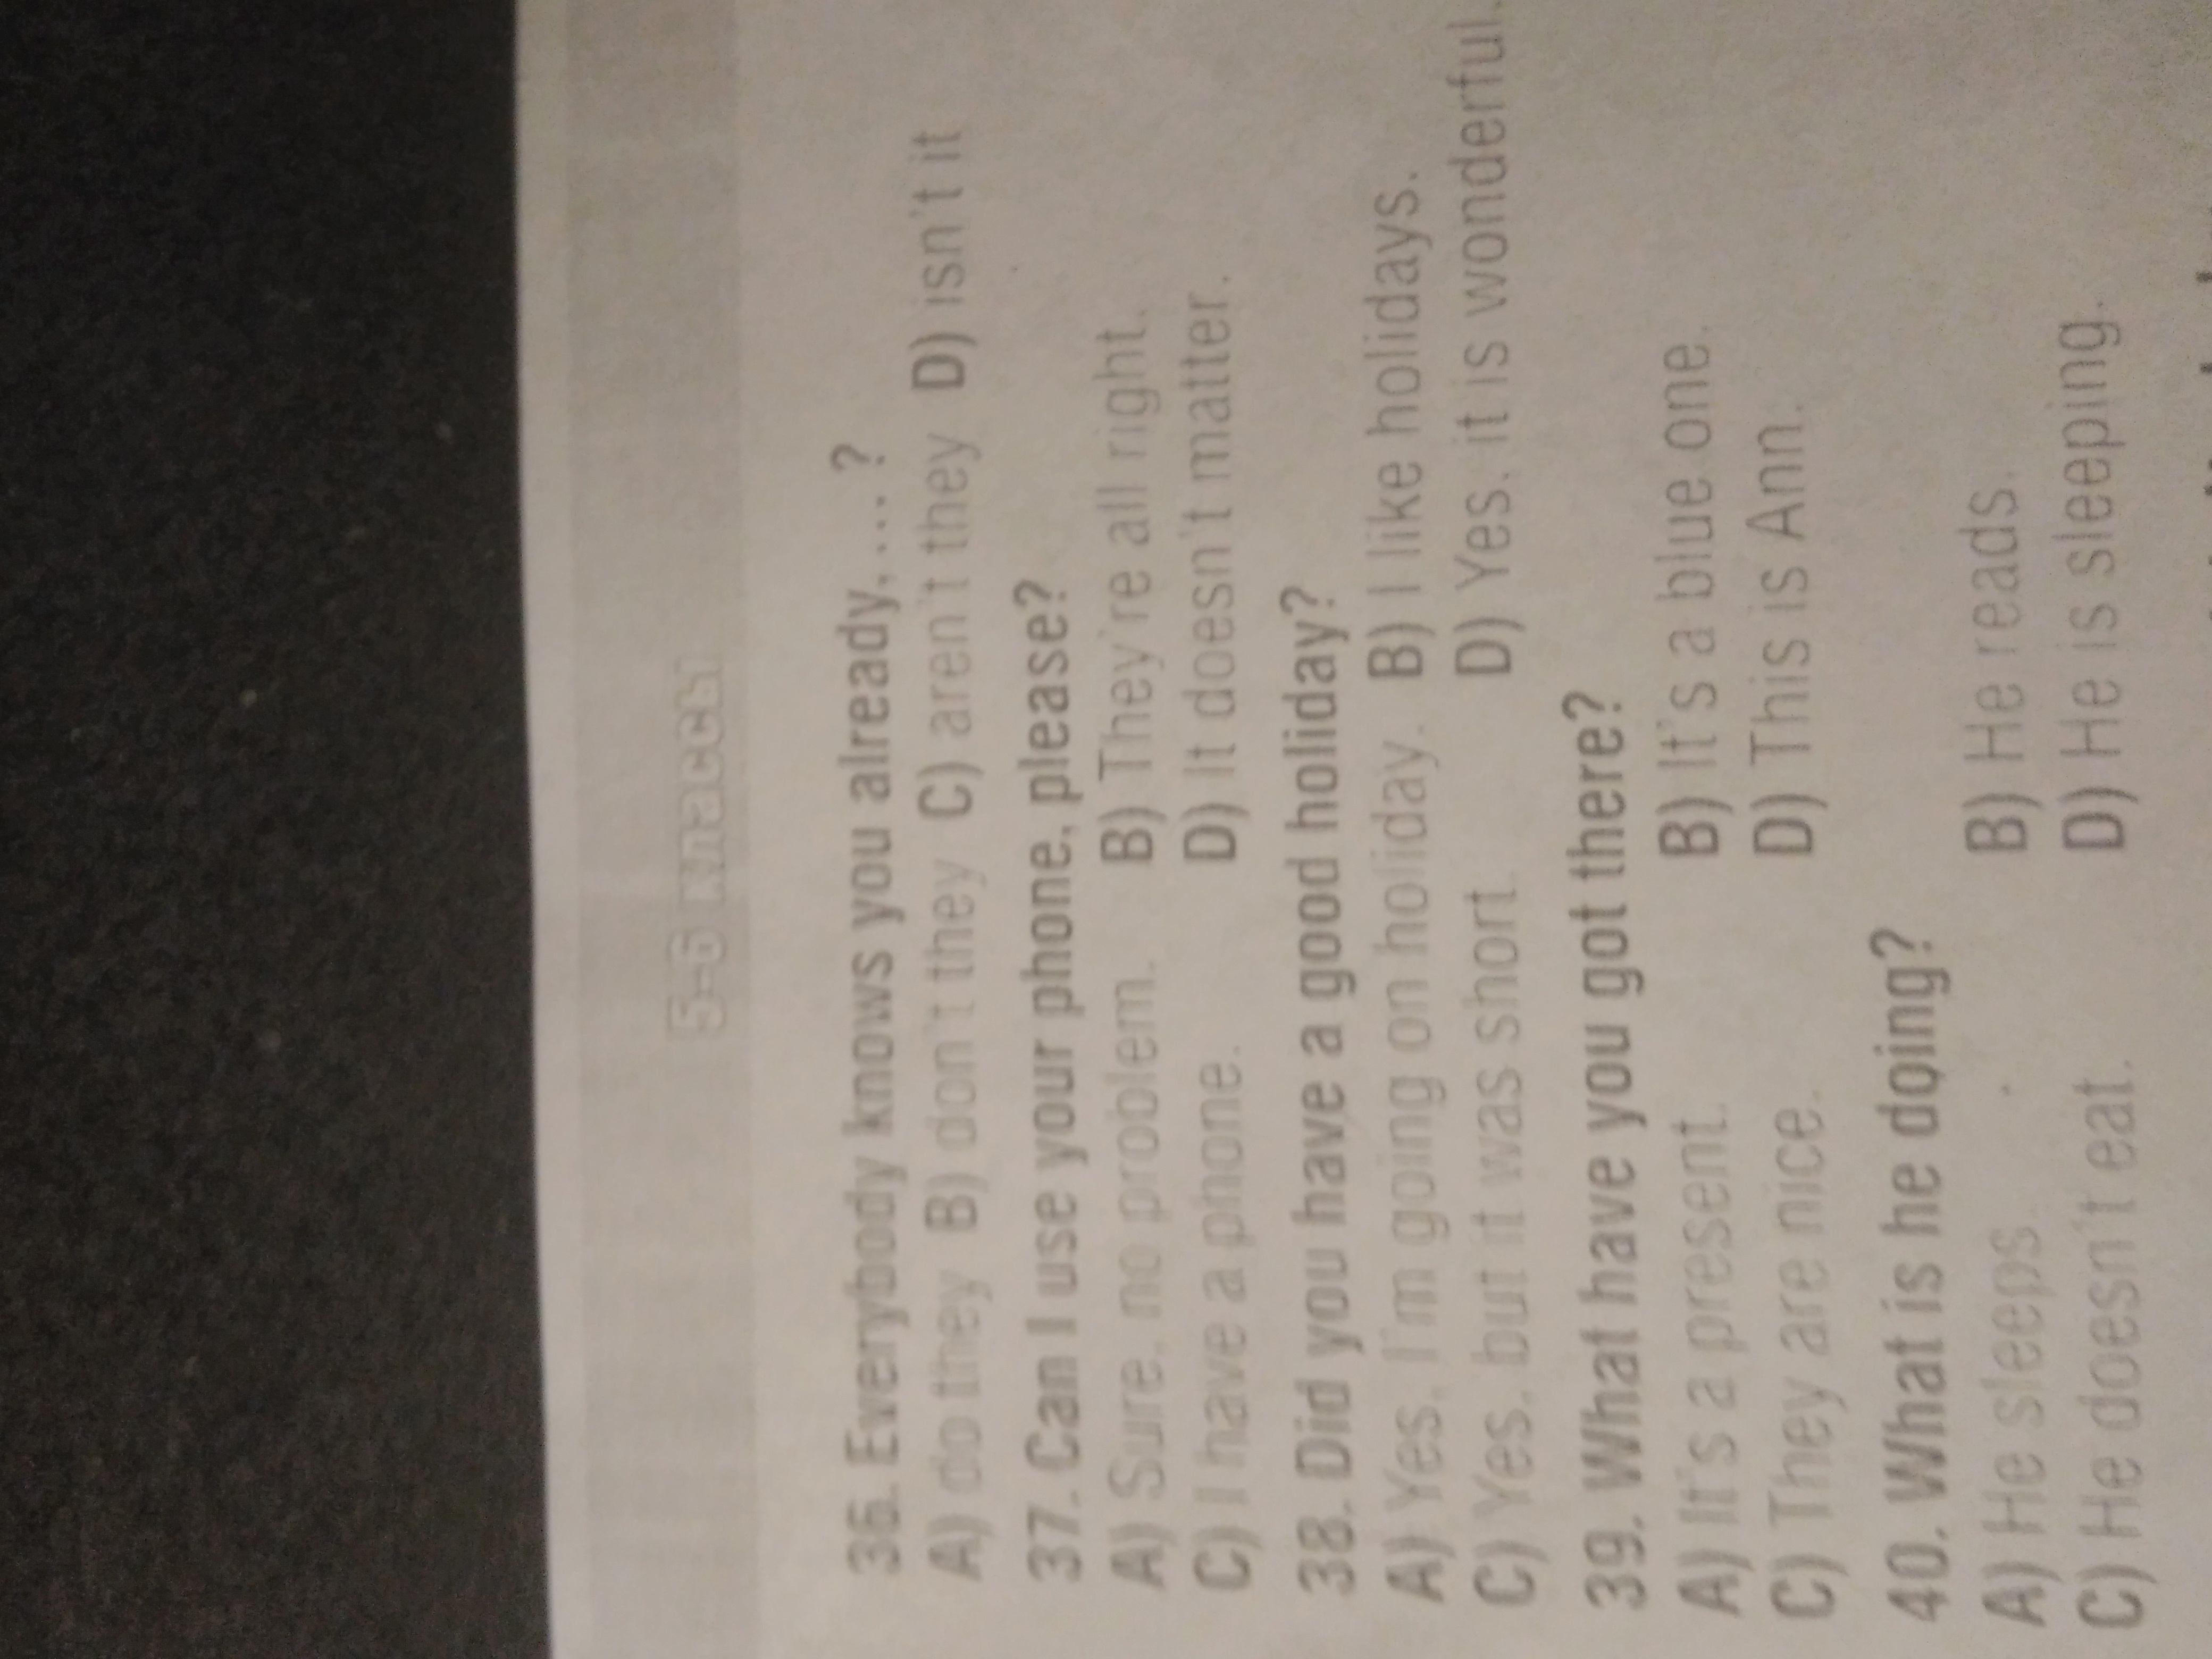 5-6 классы
36. Everybody knows you already, ... ?
A) do they B) don't they C) aren't they D) isn't it
37. Can I use your phone, please?
A) Sure, no problem. B) They're all right.
C) I have a phone. D) It doesn't matter.
38. Did you have a good holiday?
A) Yes, I'm going on holiday. B) I like holidays.
C) Yes, but it was short. D) Yes, it is wonderful.
39. What have you got there?
A) It's a present. B) It's a blue one.
C) They are nice. D) This is Ann.
40. What is he doing?
A) He sleeps. B) He reads.
C) He doesn't eat. D) He is sleeping.